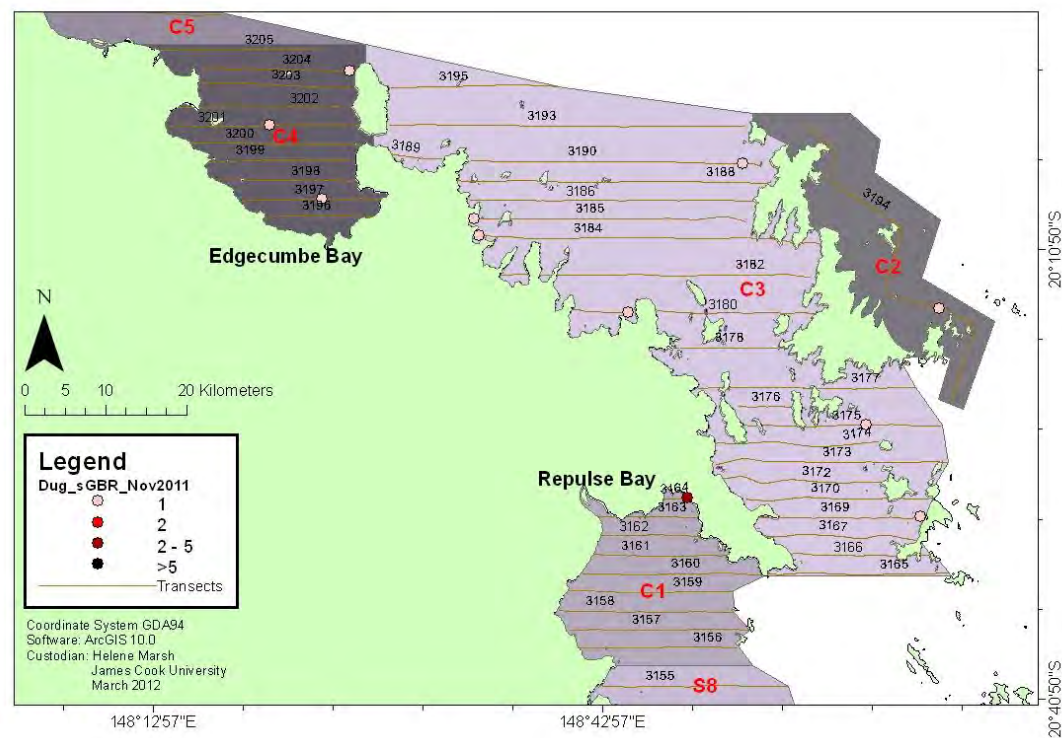 C5
3205
3204
3203
3195
3202
3193
3201
3200
C4
3199
3189
3190
3188
3198
3186
3194
3197
3196
3185
3184
Edgecumbe Bay
3182
C2
C3
20°10'50"S
N
3180
3178
0 5 10 20 Kilometers
3177
3176
3175
3174
3173
Legend
Dug_sGBR_Nov2011
1
2
2 - 5
>5
Transects
Repulse Bay
3172
3170
3164
3163
3169
3162
3167
3161
3166
3160
3165
3159
C1
3158
3157
3156
Coordinate System GDA94
Software: ArcGIS 10.0
Custodian: Helene Marsh
James Cook University
March 2012
3155
S8
20°40'50"S
148°12'57"E
148°42'57"E